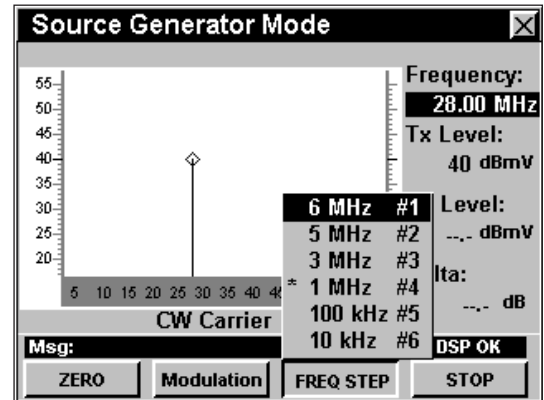 Source Generator Mode
55
50
45
40
35
30
25
20
5 10 15 20 25 30 35 40
CW Carrier
Frequency:
28.00 MHz
Tx Level:
40 dBmV
Level:
--.- dBmV
lta:
--.- dB
6 MHz #1
5 MHz #2
3 MHz #3
* 1 MHz #4
100 kHz #5
10 kHz #6
Msg:
DSP OK
ZERO Modulation FREQ STEP STOP